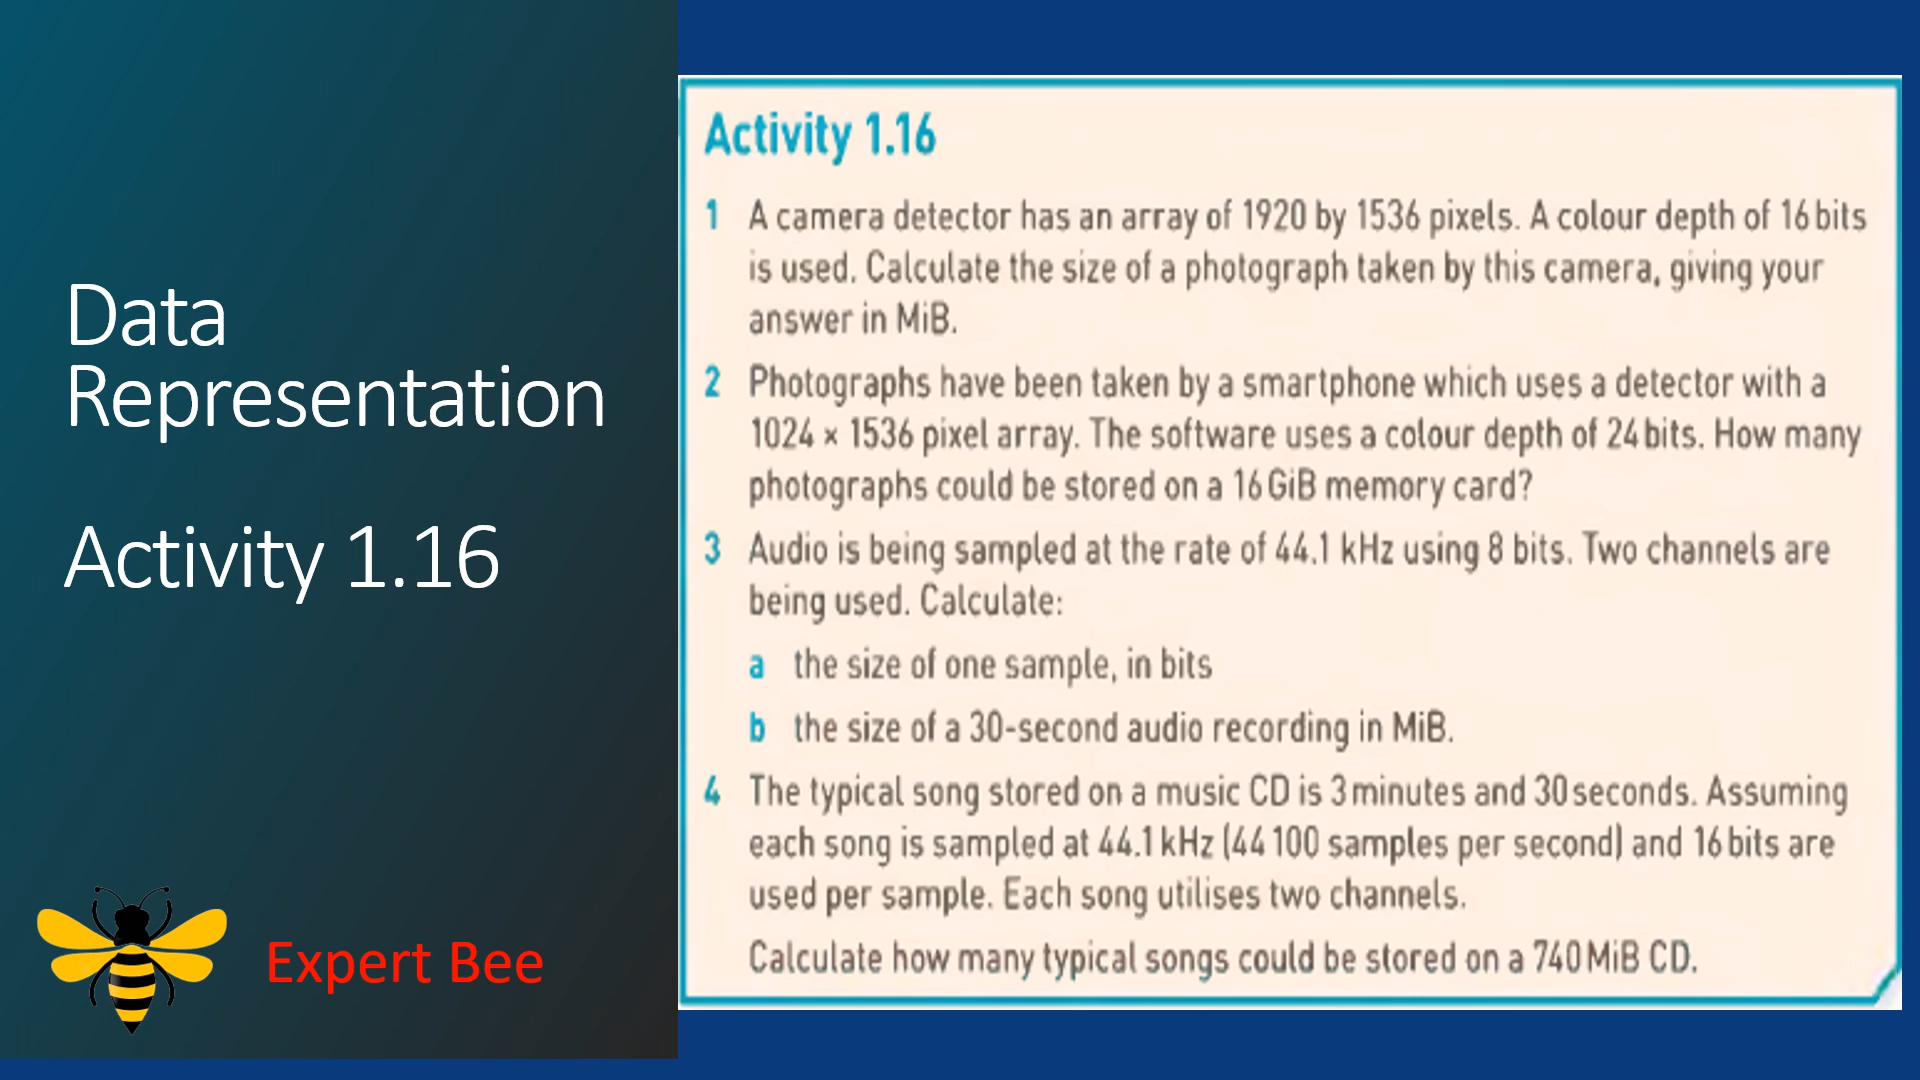 Data
Representation
Activity 1.16
Expert Bee
Activity 1.16
1 A camera detector has an array of 1920 by 1536 pixels. A colour depth of 16 bits
is used. Calculate the size of a photograph taken by this camera, giving your
answer in MiB.
2 Photographs have been taken by a smartphone which uses a detector with a
1024 × 1536 pixel array. The software uses a colour depth of 24 bits. How many
photographs could be stored on a 16 GiB memory card?
3 Audio is being sampled at the rate of 44.1 kHz using 8 bits. Two channels are
being used. Calculate:
a the size of one sample, in bits
b the size of a 30-second audio recording in MiB.
4 The typical song stored on a music CD is 3 minutes and 30 seconds. Assuming
each song is sampled at 44.1 kHz (44 100 samples per second) and 16 bits are
used per sample. Each song utilises two channels.
Calculate how many typical songs could be stored on a 740 MiB CD.